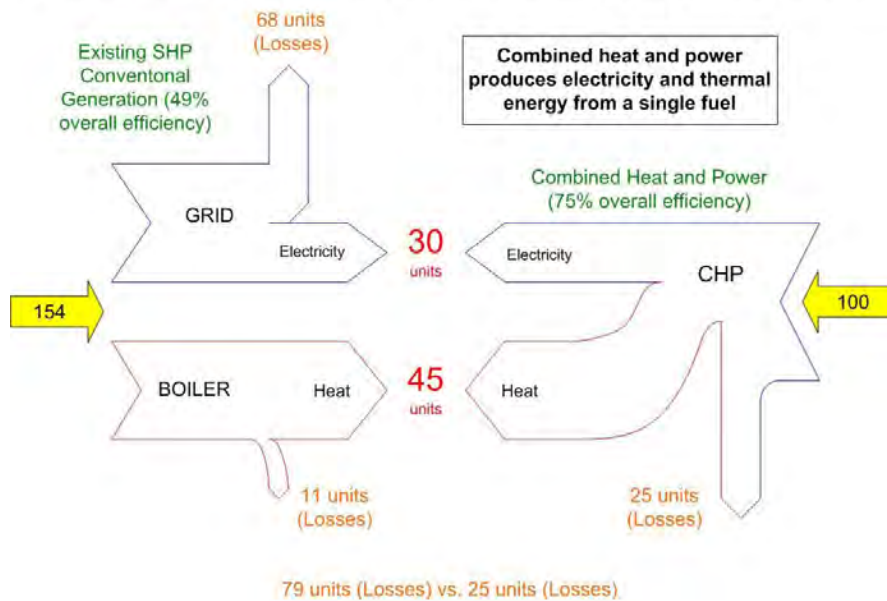 68 units
(Losses)
Existing SHP
Conventonal
Generation (49%
overall efficiency)
Combined heat and power
produces electricity and thermal
energy from a single fuel
Combined Heat and Power
(75% overall efficiency)
GRID
Electricity
30
units
Electricity
CHP
154
100
BOILER
Heat
45
units
Heat
11 units
(Losses)
25 units
(Losses)
79 units (Losses) vs. 25 units (Losses)